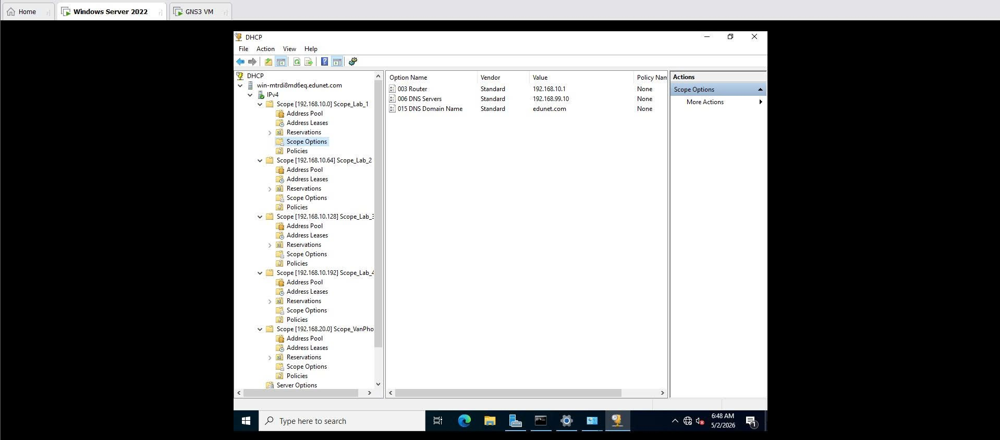 Home
Windows Server 2022
GNS3 VM
DHCP
File Action View Help
DHCP
win-mtrdi8md6eq.edunet.com
IPv4
Scope [192.168.10.0] Scope_Lab_1
Address Pool
Address Leases
Reservations
Scope Options
Policies
Scope [192.168.10.64] Scope_Lab_2
Address Pool
Address Leases
Reservations
Scope Options
Policies
Scope [192.168.10.128] Scope_Lab_3
Address Pool
Address Leases
Reservations
Scope Options
Policies
Scope [192.168.10.192] Scope_Lab_4
Address Pool
Address Leases
Reservations
Scope Options
Policies
Scope [192.168.20.0] Scope_VanPho
Address Pool
Address Leases
Reservations
Scope Options
Policies
Server Options
Option Name Vendor Value Policy Nam
003 Router Standard 192.168.10.1 None
006 DNS Servers Standard 192.168.99.10 None
015 DNS Domain Name Standard edunet.com None
Actions
Scope Options
More Actions
Type here to search
6:48 AM
5/2/2026
1